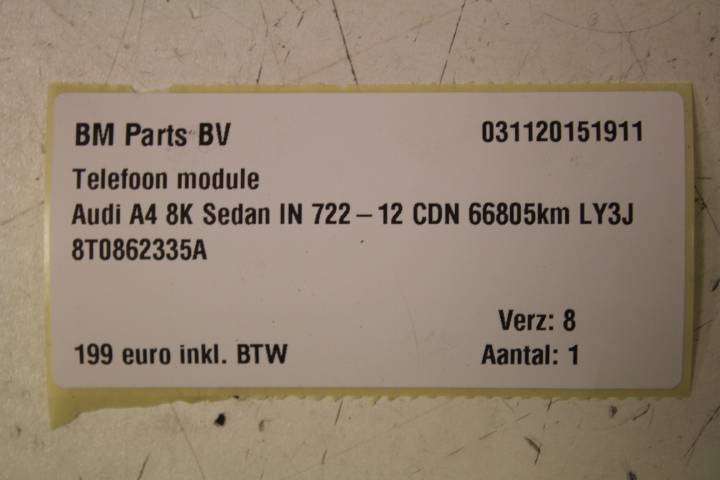 BM Parts BV 031120151911
Telefoon module
Audi A4 8K Sedan IN 722 – 12 CDN 66805km LY3J
8T0862335A
Verz: 8
199 euro inkl. BTW Aantal: 1